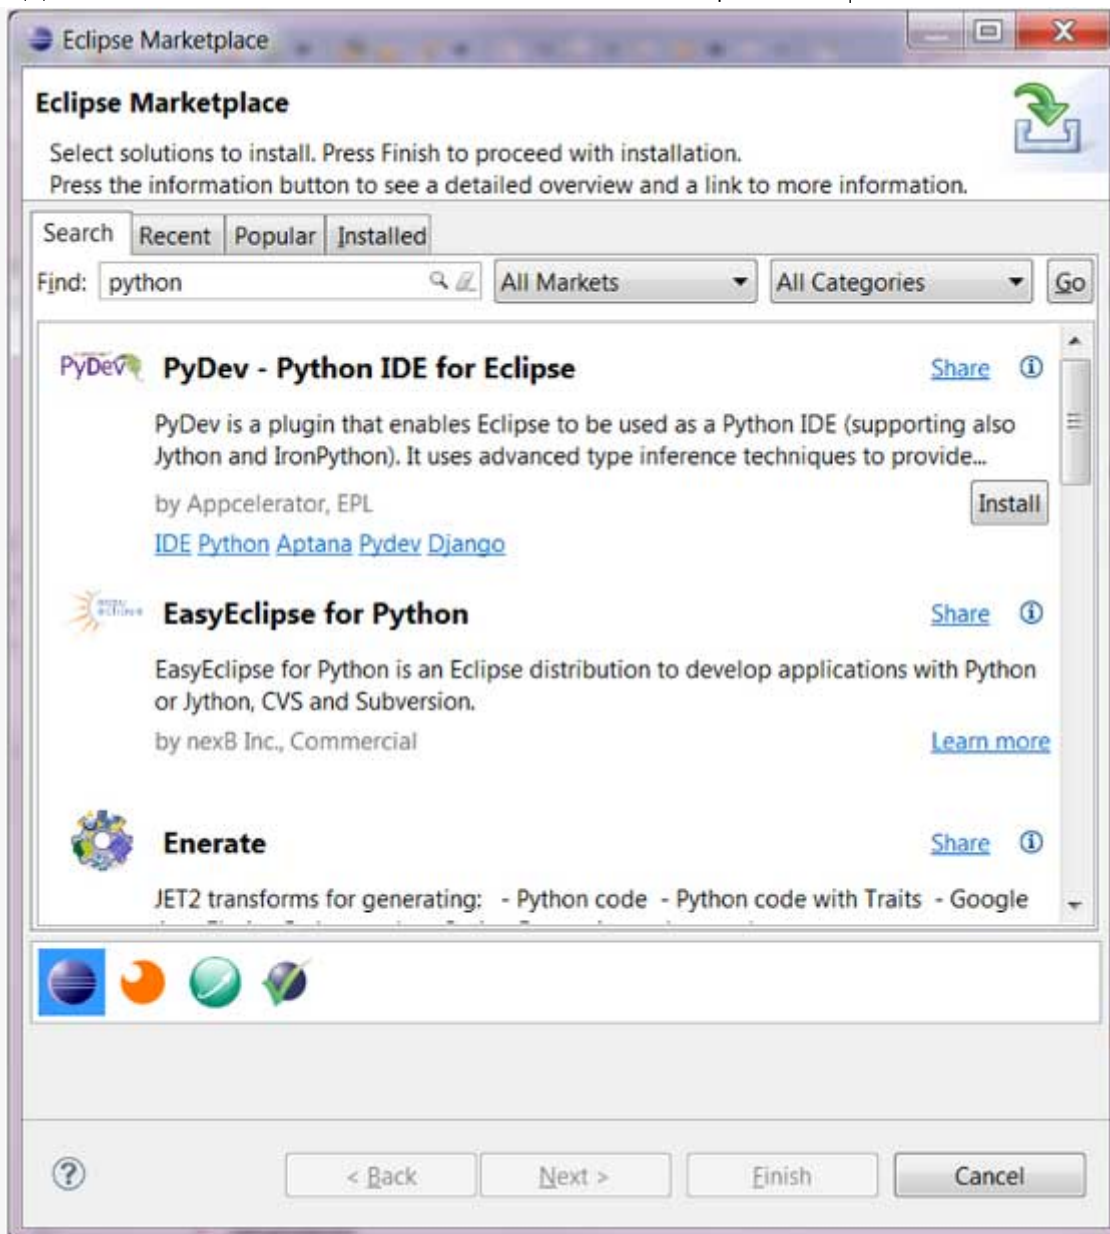 Eclipse Marketplace
Eclipse Marketplace
Select solutions to install. Press Finish to proceed with installation.
Press the information button to see a detailed overview and a link to more information.
Search Recent Popular Installed
Find: python All Markets All Categories Go
PyDev PyDev - Python IDE for Eclipse Share
PyDev is a plugin that enables Eclipse to be used as a Python IDE (supporting also
Jython and IronPython). It uses advanced type inference techniques to provide...
by Appcelerator, EPL Install
IDE Python Aptana Pydev Django
EasyEclipse for Python Share
EasyEclipse for Python is an Eclipse distribution to develop applications with Python
or Jython, CVS and Subversion.
by nexB Inc., Commercial Learn more
Enerate Share
JET2 transforms for generating: - Python code - Python code with Traits - Google
< Back Next > Finish Cancel